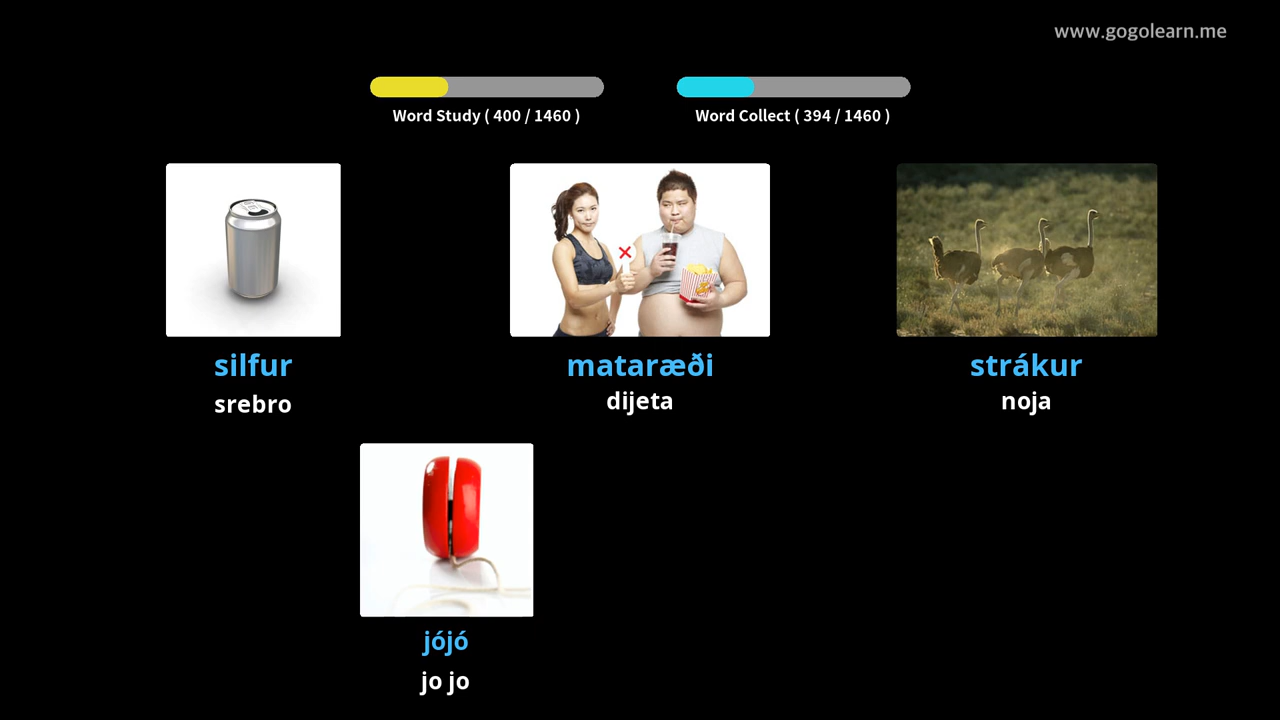 www.gogolearn.me
Word Study ( 400 / 1460 )
Word Collect ( 394 / 1460 )
silfur
srebro
mataræði
dijeta
strákur
noja
jójó
jo jo